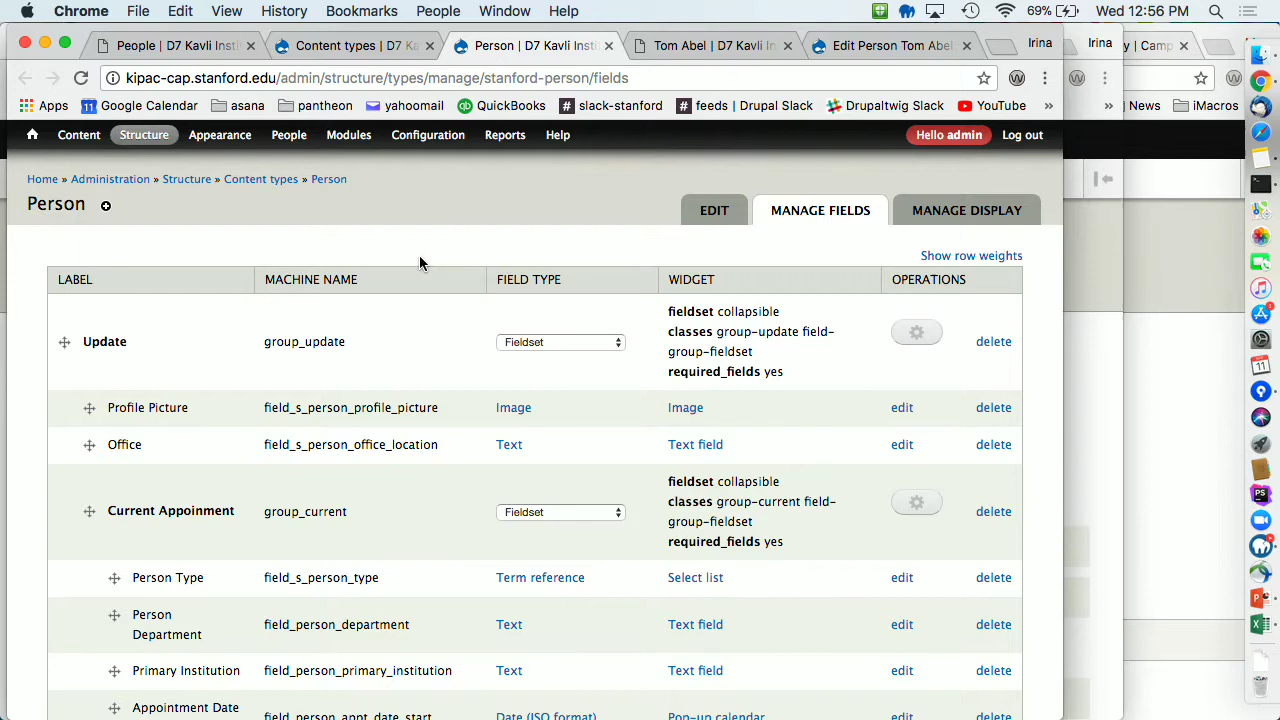 Chrome File Edit View History Bookmarks People Window Help 69% Wed 12:56 PM
People | D7 Kavli Insti Content types | D7 Ka Person | D7 Kavli Inst Tom Abel | D7 Kavli In Edit Person Tom Abel Irina Irina y | Camp
kipac-cap.stanford.edu/admin/structure/types/manage/stanford-person/fields
Apps 11 Google Calendar asana pantheon yahoomail QuickBooks slack-stanford feeds | Drupal Slack Drupaltwig Slack YouTube » » News iMacros
Content Structure Appearance People Modules Configuration Reports Help Hello admin Log out
Home » Administration » Structure » Content types » Person
Person
EDIT MANAGE FIELDS MANAGE DISPLAY
Show row weights
LABEL MACHINE NAME FIELD TYPE WIDGET OPERATIONS
fieldset collapsible
classes group-update field-
group-fieldset
required_fields yes
Update group_update Fieldset delete
Profile Picture field_s_person_profile_picture Image Image edit delete
Office field_s_person_office_location Text Text field edit delete
fieldset collapsible
classes group-current field-
group-fieldset
required_fields yes
Current Appointment group_current Fieldset delete
Person Type field_s_person_type Term reference Select list edit delete
Person
Department field_person_department Text Text field edit delete
Primary Institution field_person_primary_institution Text Text field edit delete
Appointment Date
field_person_appt_date_start Date (ISO format) Pop-up calendar edit delete